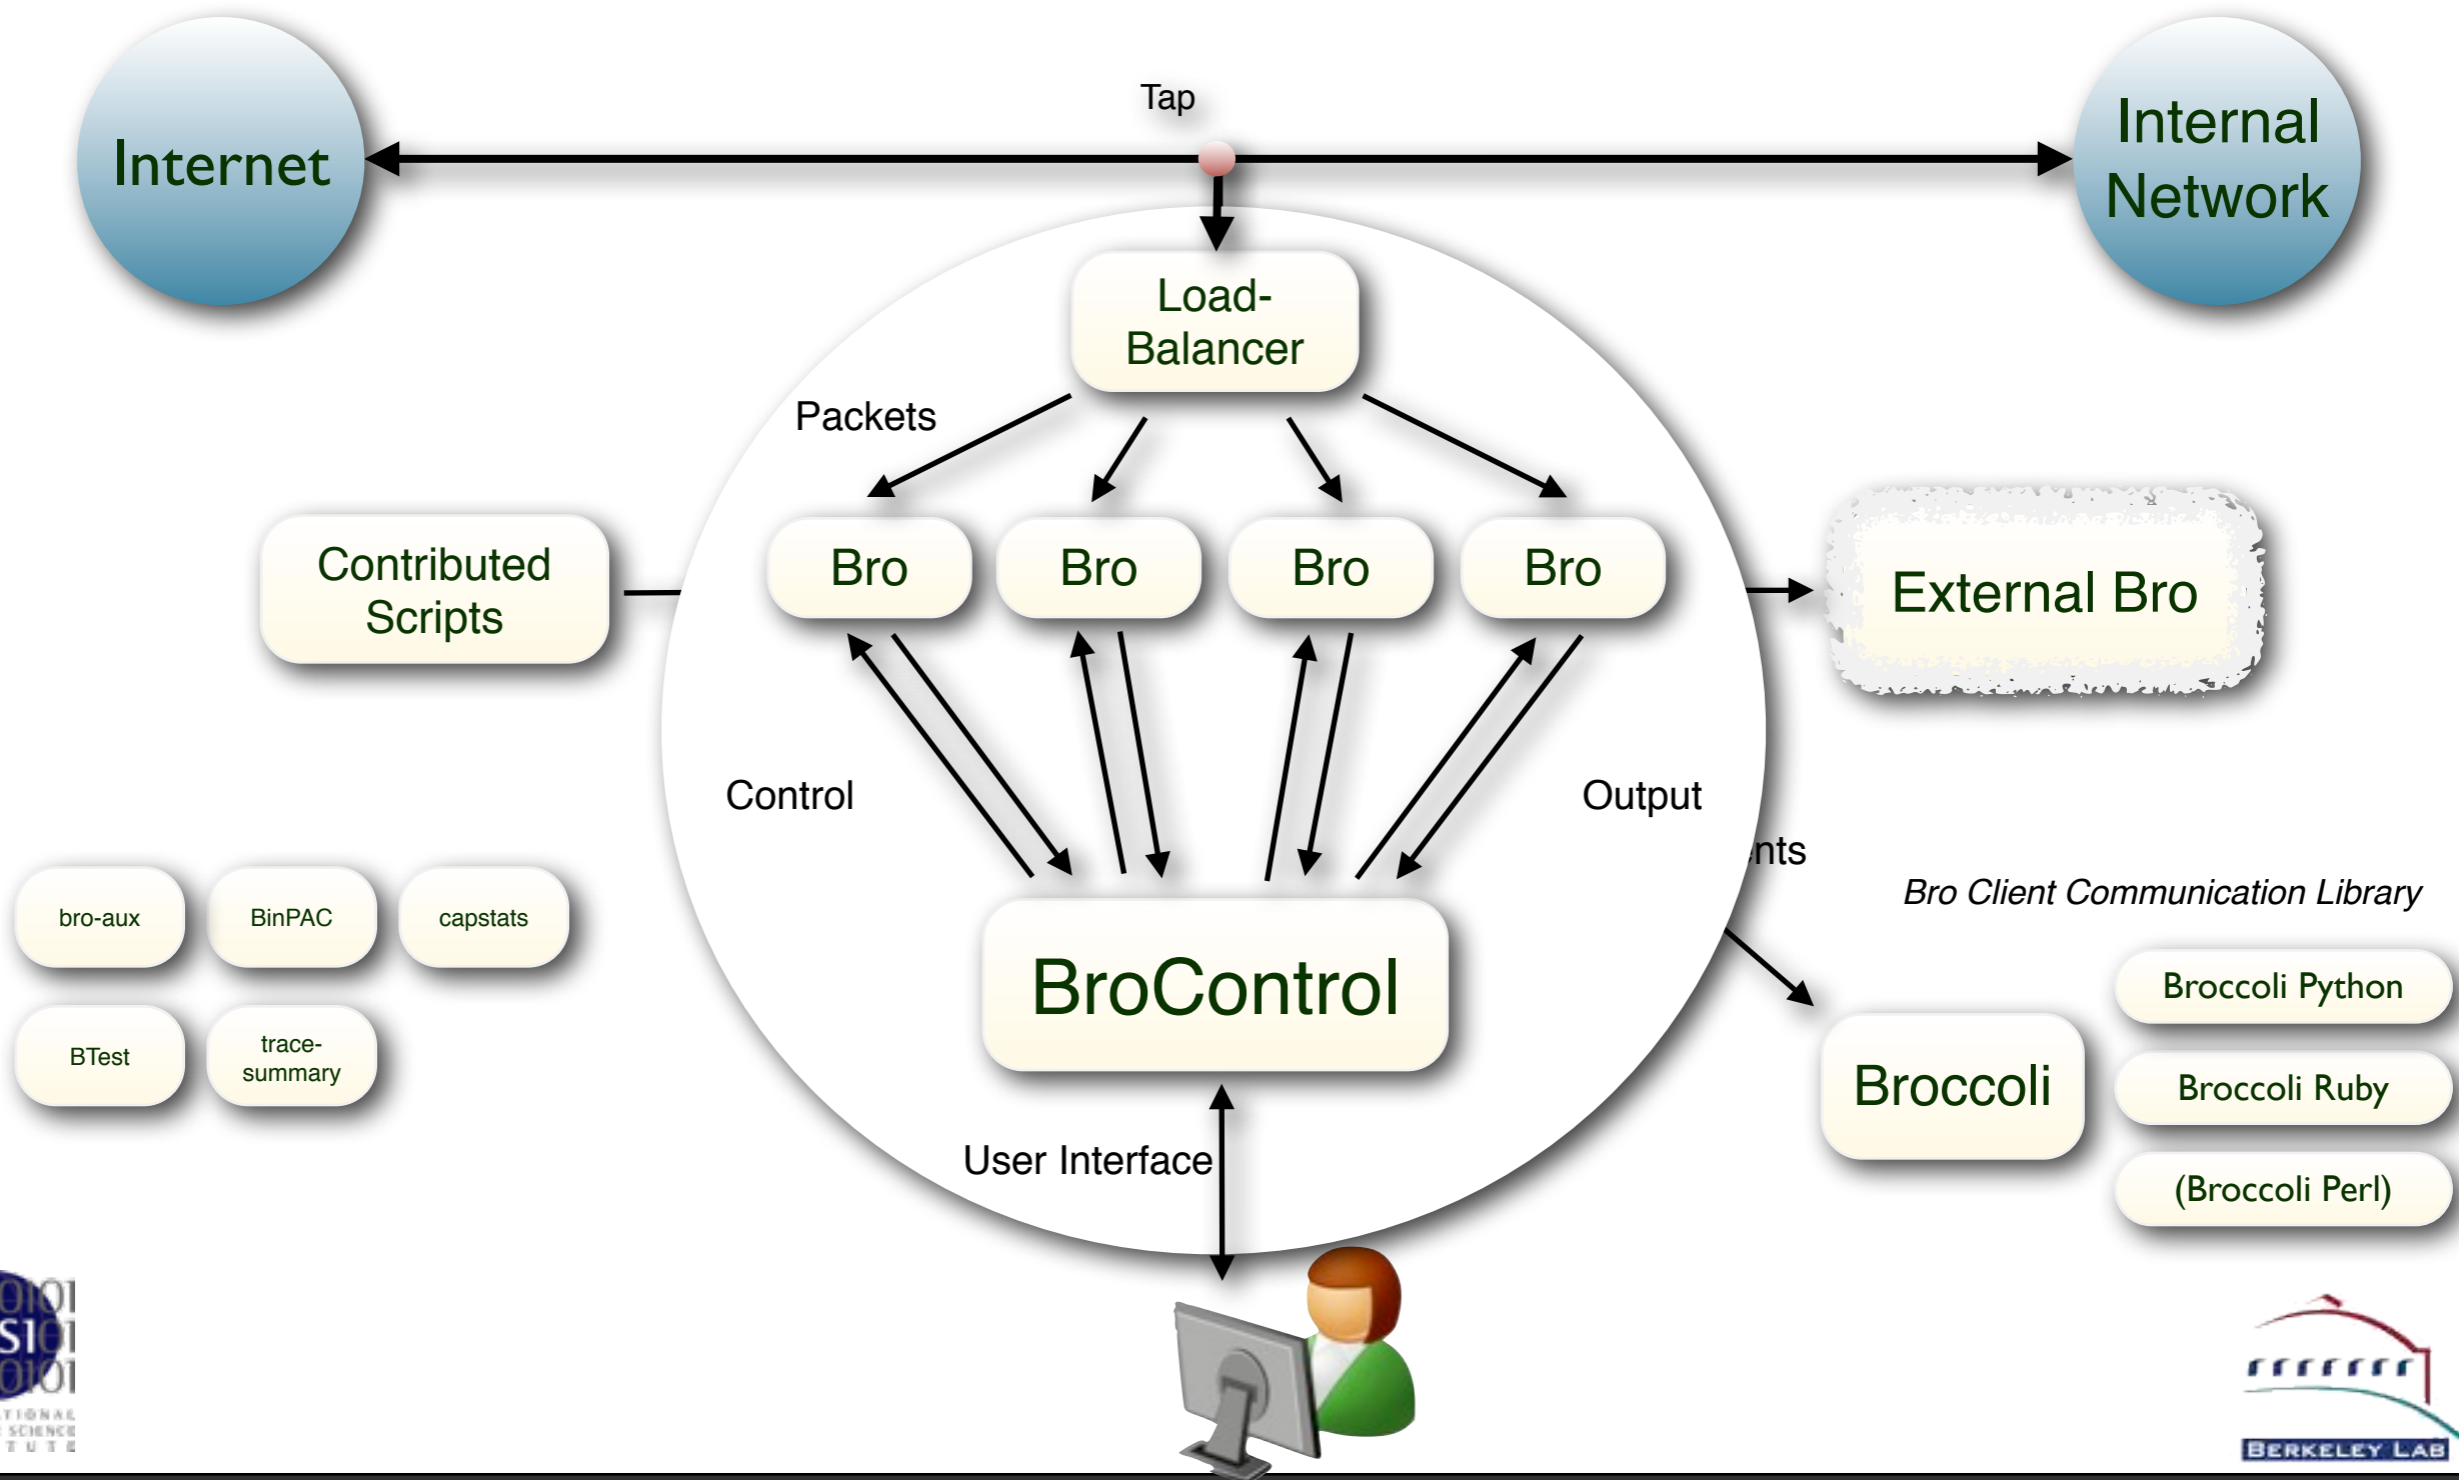 Tap
Internet
Internal
Network
Load-
Balancer
Packets
Contributed
Scripts
Bro
Bro
Bro
Bro
External Bro
Control
Output
nts
Bro Client Communication Library
bro-aux
BinPAC
capstats
BTest
trace-
summary
BroControl
Broccoli
Broccoli Python
Broccoli Ruby
(Broccoli Perl)
User Interface
BERKELEY LAB